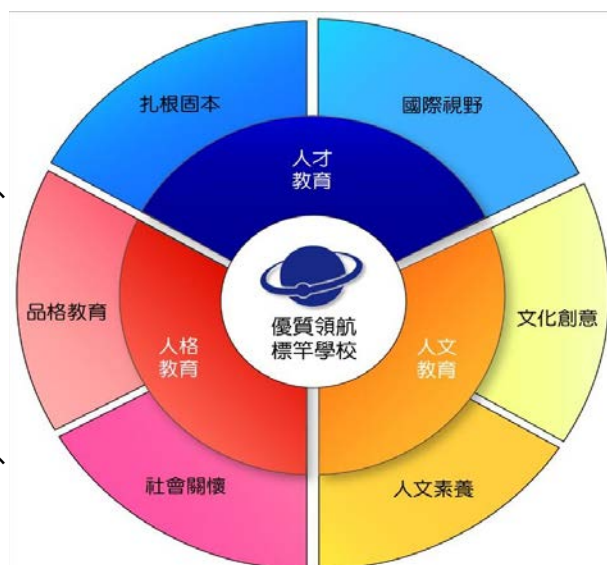 扎根固本
國際視野
人才
教育
品格教育
人格
教育
優質領航
標竿學校
人文
教育
文化創意
社會關懷
人文素養